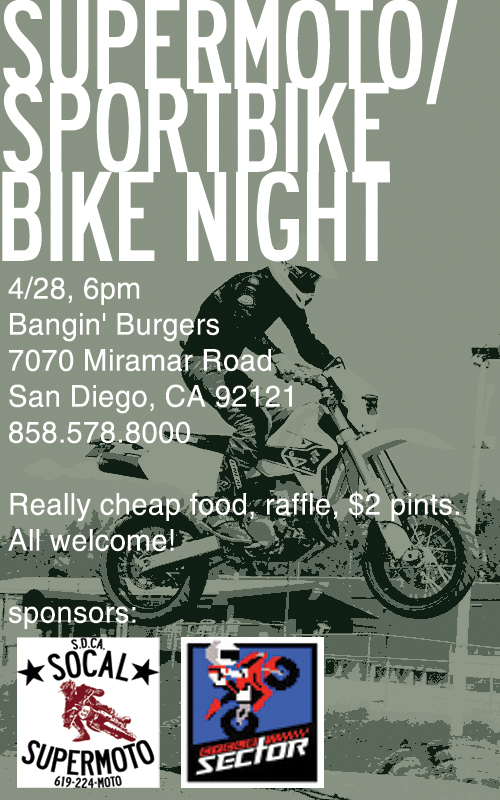 SUPERMOTO/
SPORTBIKE
BIKE NIGHT
4/28, 6pm
Bangin' Burgers
7070 Miramar Road
San Diego, CA 92121
858.578.8000
Really cheap food, raffle, $2 pints.
All welcome!
sponsors:
S.D.CA.
SOCAL
SUPERMOTO
619-224-MOTO
CYCLE
SECTOR